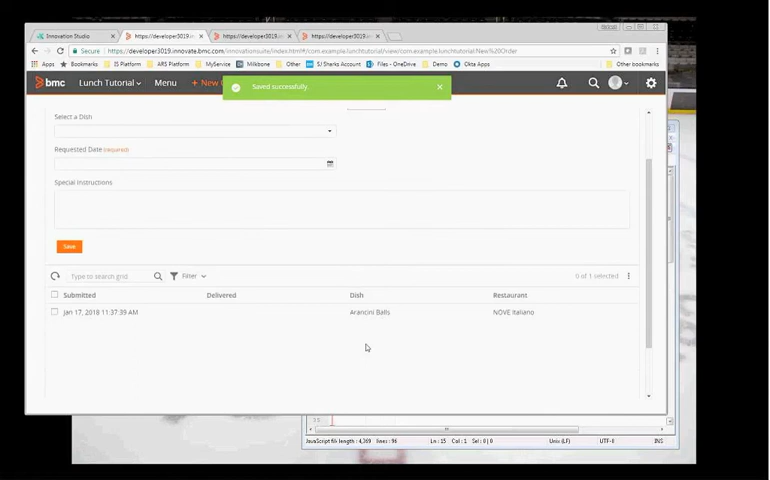 Innovation Studio
https://developer3019.in
https://developer3019.inn
https://developer3019.inn
Secure https://developer3019.innovate.bmc.com/innovationsuite/index.html#/com.example.lunchtutorial/view/com.example.lunchtutorial:New%20Order
Apps Bookmarks IS Platform ARS Platform MyService Milkbone Other SJ Sharks Account Files - OneDrive Demo Okta Apps Other bookmarks
bmc Lunch Tutorial Menu + New
Saved successfully.
Select a Dish
Requested Date (required)
Special Instructions
Save
Type to search grid Filter 0 of 1 selected
Submitted Delivered Dish Restaurant
Jan 17, 2018 11:37:39 AM Arancini Balls NOVE Italiano
JavaScript file length : 4,369 lines : 96 Ln : 15 Col : 1 Sel : 0 | 0 Unix (LF) UTF-8 INS